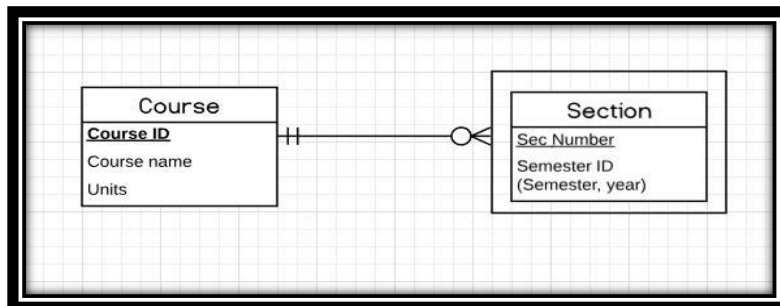 Course
Course ID
Course name
Units
Section
Sec Number
Semester ID
(Semester, year)